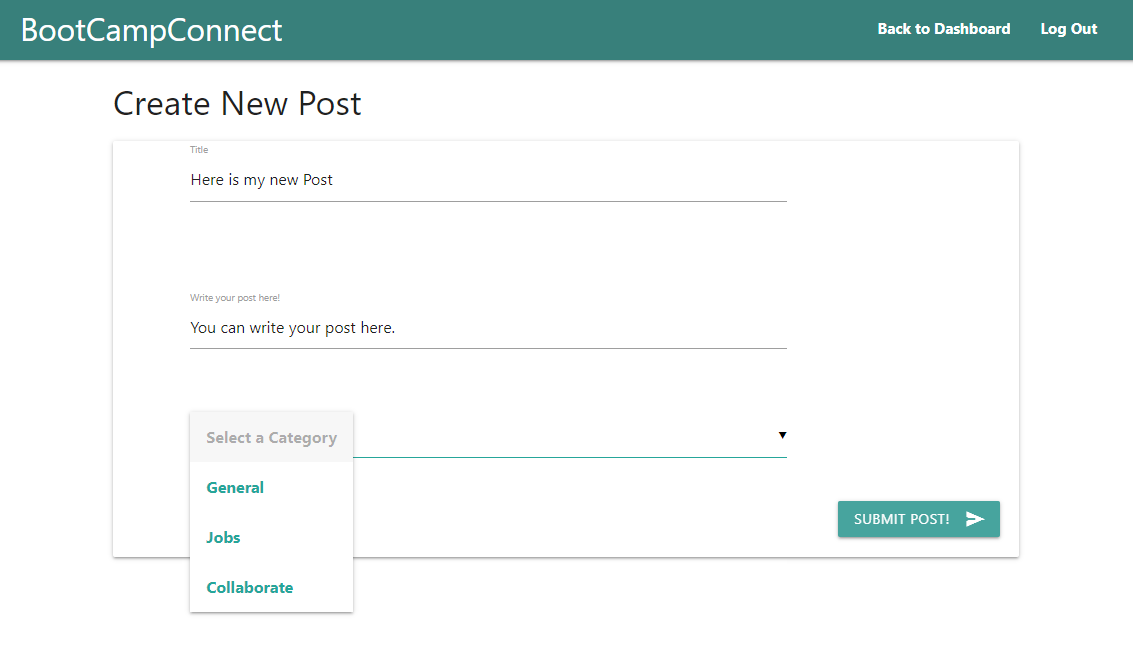 BootCampConnect
Back to Dashboard
Log Out
Create New Post
Title
Here is my new Post
Write your post here!
You can write your post here.
Select a Category
General
Jobs
Collaborate
SUBMIT POST!